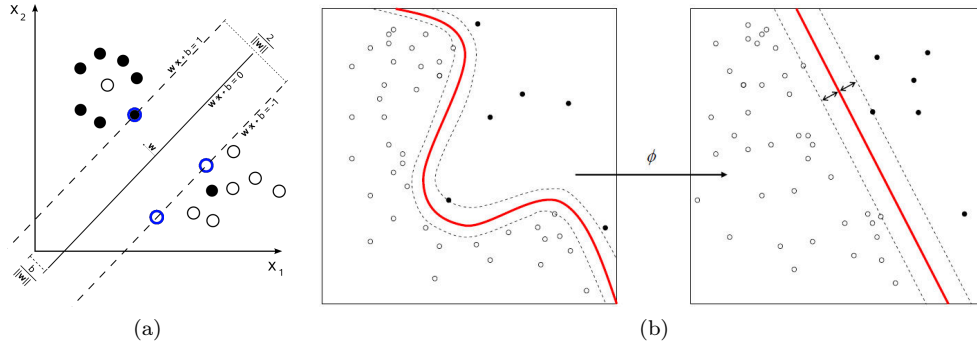 X₂
w x + b = 1
w x + b = 0
w x + b = -1
2
||w||
w
b
||w||
X₁
ϕ
(a)
(b)